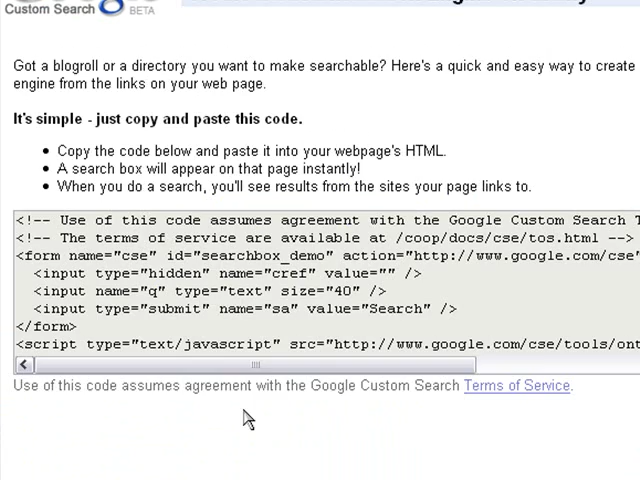 Custom Search BETA
Got a blogroll or a directory you want to make searchable? Here's a quick and easy way to create
engine from the links on your web page.
It's simple - just copy and paste this code.
Copy the code below and paste it into your webpage's HTML.
A search box will appear on that page instantly!
When you do a search, you'll see results from the sites your page links to.
<!-- Use of this code assumes agreement with the Google Custom Search T
<!-- The terms of service are available at /coop/docs/cse/tos.html -->
<form name="cse" id="searchbox_demo" action="http://www.google.com/cse"
<input type="hidden" name="cref" value="" />
<input name="q" type="text" size="40" />
<input type="submit" name="sa" value="Search" />
</form>
<script type="text/javascript" src="http://www.google.com/cse/tools/ont
Use of this code assumes agreement with the Google Custom Search Terms of Service.